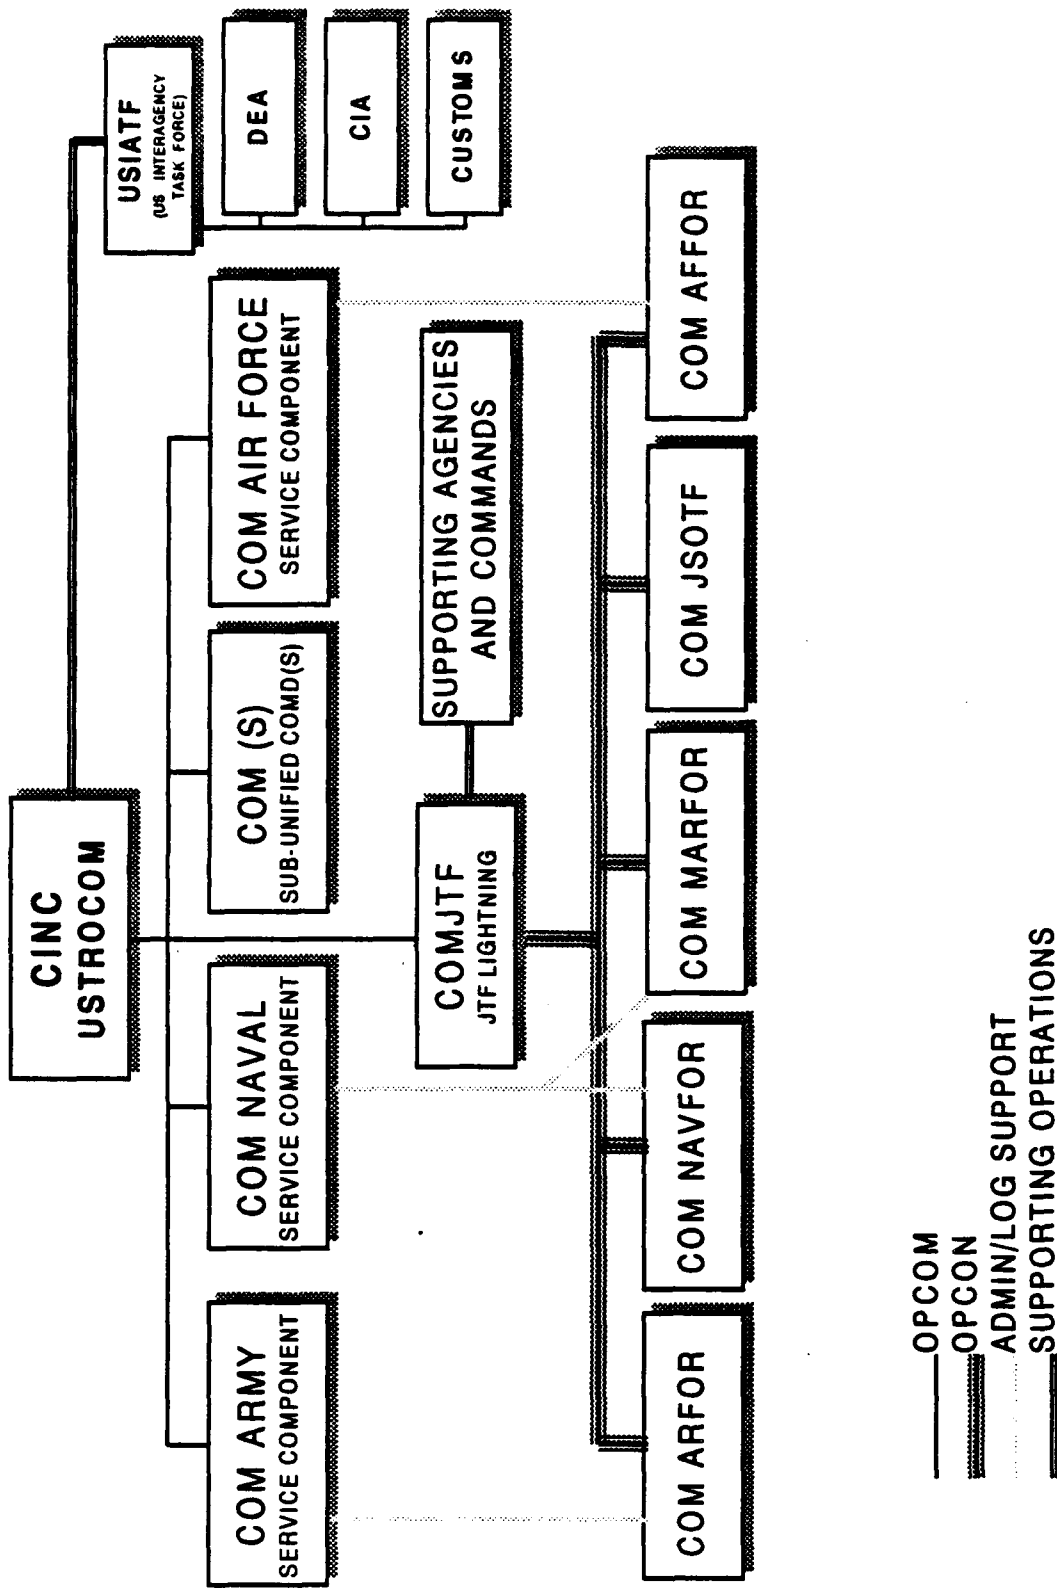 CINC
USTROCOM
USIATF
(US INTERAGENCY
TASK FORCE)
DEA
CIA
CUSTOMS
COM ARMY
SERVICE COMPONENT
COM NAVAL
SERVICE COMPONENT
COM (S)
SUB-UNIFIED COMD(S)
COM AIR FORCE
SERVICE COMPONENT
COMJTF
JTF LIGHTNING
SUPPORTING AGENCIES
AND COMMANDS
COM ARFOR
COM NAVFOR
COM MARFOR
COM JSOTF
COM AFFOR
OPCOM
OPCON
ADMIN/LOG SUPPORT
SUPPORTING OPERATIONS